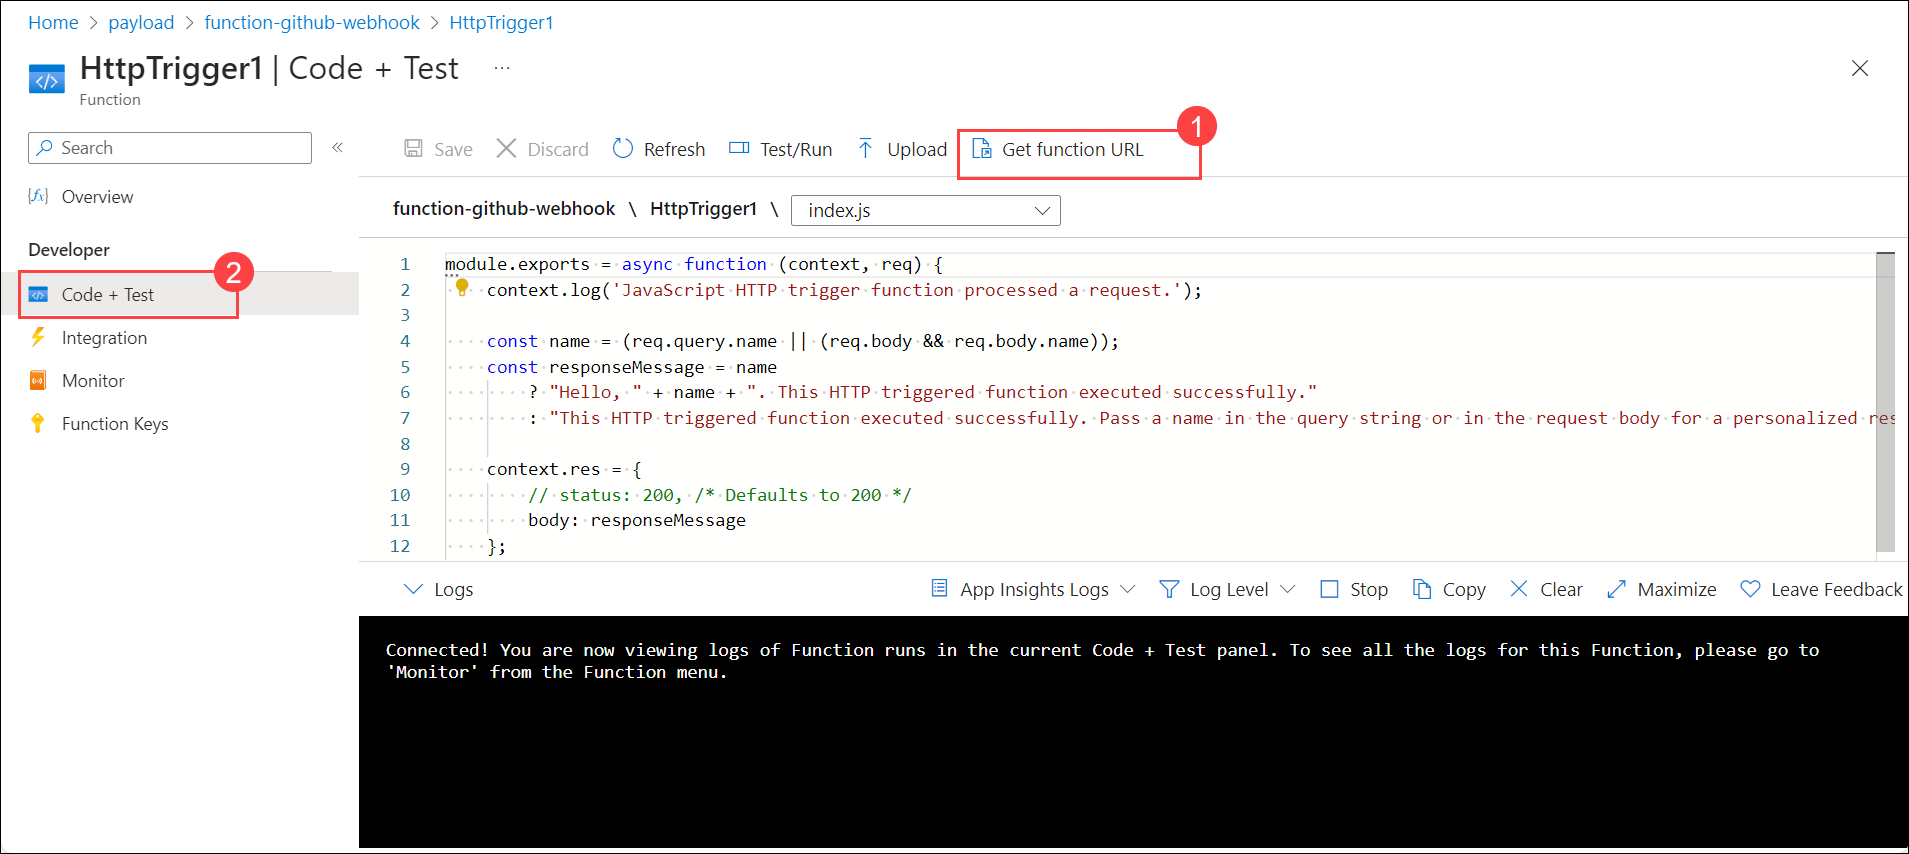 Home > payload > function-github-webhook > HttpTrigger1
HttpTrigger1 | Code + Test ...
Function
Search «
Save Discard Refresh Test/Run Upload Get function URL 1
Overview
function-github-webhook \ HttpTrigger1 \ index.js
Developer
Code + Test 2
Integration
Monitor
Function Keys
1 module.exports = async function (context, req) {
2 context.log('JavaScript HTTP trigger function processed a request.');
3
4 const name = (req.query.name || (req.body && req.body.name));
5 const responseMessage = name
6 ? "Hello, " + name + ". This HTTP triggered function executed successfully."
7 : "This HTTP triggered function executed successfully. Pass a name in the query string or in the request body for a personalized res
8
9 context.res = {
10 // status: 200, /* Defaults to 200 */
11 body: responseMessage
12 };
Logs App Insights Logs Log Level Stop Copy Clear Maximize Leave Feedback
Connected! You are now viewing logs of Function runs in the current Code + Test panel. To see all the logs for this Function, please go to
'Monitor' from the Function menu.